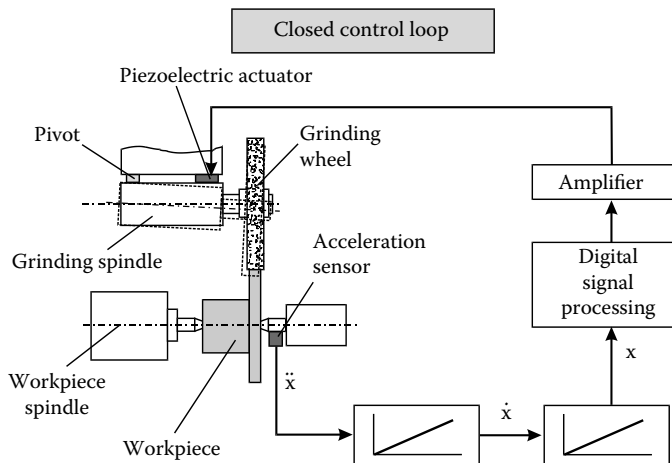 Closed control loop
Piezoelectric actuator
Pivot
Grinding
wheel
Amplifier
Grinding spindle
Acceleration
sensor
Digital
signal
processing
x
Workpiece
spindle
Workpiece
ẍ
ẋ